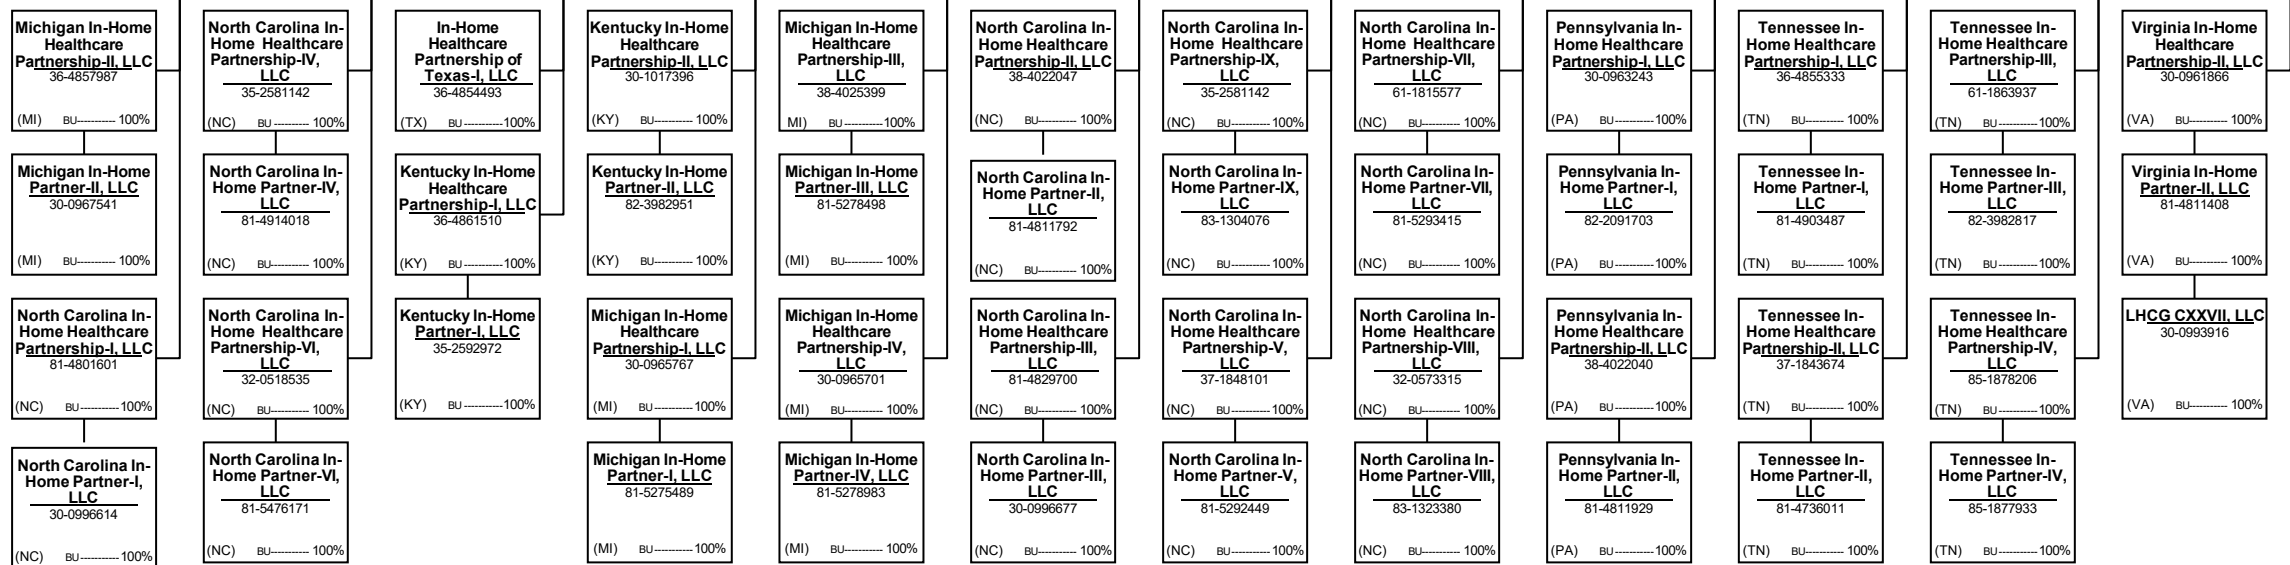 Michigan In-Home
Healthcare
Partnership-II, LLC
36-4857987
(MI) BU----------- 100%
Michigan In-Home
Partner-II, LLC
30-0967541
(MI) BU----------- 100%
North Carolina In-
Home Healthcare
Partnership-I, LLC
81-4801601
(NC) BU----------- 100%
North Carolina In-
Home Partner-I,
LLC
30-0996614
(NC) BU----------- 100%
North Carolina In-
Home Healthcare
Partnership-IV,
LLC
35-2581142
(NC) BU ---------- 100%
North Carolina In-
Home Partner-IV,
LLC
81-4914018
(NC) BU----------- 100%
North Carolina In-
Home Healthcare
Partnership-VI,
LLC
32-0518535
(NC) BU----------- 100%
North Carolina In-
Home Partner-VI,
LLC
81-5476171
(NC) BU----------- 100%
In-Home
Healthcare
Partnership of
Texas-I, LLC
36-4854493
(TX) BU -----------100%
Kentucky In-Home
Healthcare
Partnership-I, LLC
36-4861510
(KY) BU -----------100%
Kentucky In-Home
Partner-I, LLC
35-2592972
(KY) BU -----------100%
Kentucky In-Home
Healthcare
Partnership-II, LLC
30-1017396
(KY) BU----------- 100%
Kentucky In-Home
Partner-II, LLC
82-3982951
(KY) BU----------- 100%
Michigan In-Home
Healthcare
Partnership-I, LLC
30-0965767
(MI) BU----------- 100%
Michigan In-Home
Partner-I, LLC
81-5275489
(MI) BU----------- 100%
Michigan In-Home
Healthcare
Partnership-III,
LLC
38-4025399
MI) BU ---------- 100%
Michigan In-Home
Partner-III, LLC
81-5278498
(MI) BU----------- 100%
Michigan In-Home
Healthcare
Partnership-IV,
LLC
30-0965701
(MI) BU----------- 100%
Michigan In-Home
Partner-IV, LLC
81-5278983
(MI) BU----------- 100%
North Carolina In-
Home Healthcare
Partnership-II, LLC
38-4022047
(NC) BU----------- 100%
North Carolina In-
Home Partner-II,
LLC
81-4811792
(NC) BU----------- 100%
North Carolina In-
Home Healthcare
Partnership-III,
LLC
81-4829700
(NC) BU----------- 100%
North Carolina In-
Home Partner-III,
LLC
30-0996677
(NC) BU----------- 100%
North Carolina In-
Home Healthcare
Partnership-IX,
LLC
35-2581142
(NC) BU----------- 100%
North Carolina In-
Home Partner-IX,
LLC
83-1304076
(NC) BU----------- 100%
North Carolina In-
Home Healthcare
Partnership-V,
LLC
37-1848101
(NC) BU----------- 100%
North Carolina In-
Home Partner-V,
LLC
81-5292449
(NC) BU----------- 100%
North Carolina In-
Home Healthcare
Partnership-VII,
LLC
61-1815577
(NC) BU----------- 100%
North Carolina In-
Home Partner-VII,
LLC
81-5293415
(NC) BU----------- 100%
North Carolina In-
Home Healthcare
Partnership-VIII,
LLC
32-0573315
(NC) BU----------- 100%
North Carolina In-
Home Partner-VIII,
LLC
83-1323380
(NC) BU----------- 100%
Pennsylvania In-
Home Healthcare
Partnership-I, LLC
30-0963243
(PA) BU----------- 100%
Pennsylvania In-
Home Partner-I,
LLC
82-2091703
(PA) BU----------- 100%
Pennsylvania In-
Home Healthcare
Partnership-II, LLC
38-4022040
(PA) BU----------- 100%
Pennsylvania In-
Home Partner-II,
LLC
81-4811929
(PA) BU----------- 100%
Tennessee In-
Home Healthcare
Partnership-I, LLC
36-4855333
(TN) BU----------- 100%
Tennessee In-
Home Partner-I,
LLC
81-4903487
(TN) BU----------- 100%
Tennessee In-
Home Healthcare
Partnership-II, LLC
37-1843674
(TN) BU----------- 100%
Tennessee In-
Home Partner-II,
LLC
81-4736011
(TN) BU----------- 100%
Tennessee In-
Home Healthcare
Partnership-III,
LLC
61-1863937
(TN) BU----------- 100%
Tennessee In-
Home Partner-III,
LLC
82-3982817
(TN) BU----------- 100%
Tennessee In-
Home Healthcare
Partnership-IV,
LLC
85-1878206
(TN) BU----------- 100%
Tennessee In-
Home Partner-IV,
LLC
85-1877933
(TN) BU----------- 100%
Virginia In-Home
Healthcare
Partnership-II, LLC
30-0961866
(VA) BU----------- 100%
Virginia In-Home
Partner-II, LLC
81-4811408
(VA) BU----------- 100%
LHCG CXXVII, LLC
30-0993916
(VA) BU----------- 100%